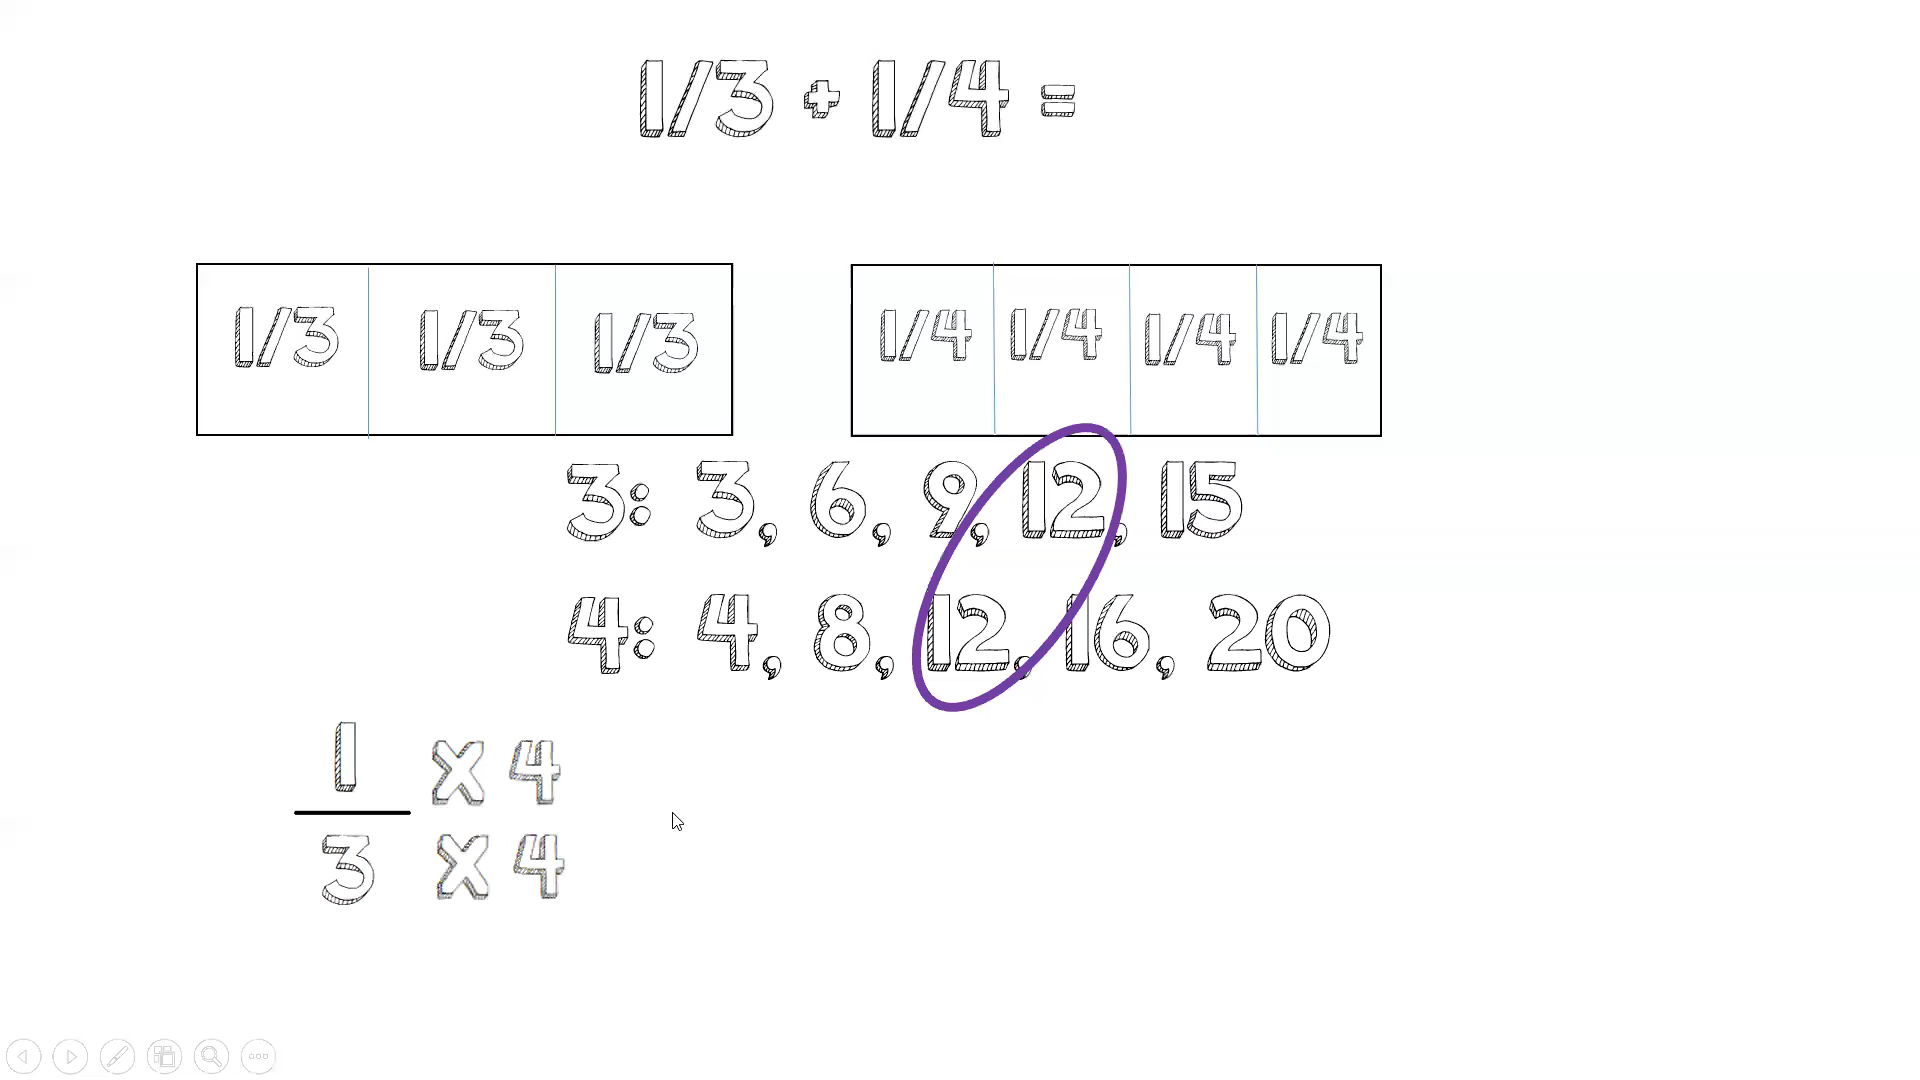 1/3 + 1/4 =
1/3 1/3 1/3 1/4 1/4 1/4 1/4
3: 3, 6, 9, 12, 15
4: 4, 8, 12, 16, 20
1 x 4
3 x 4